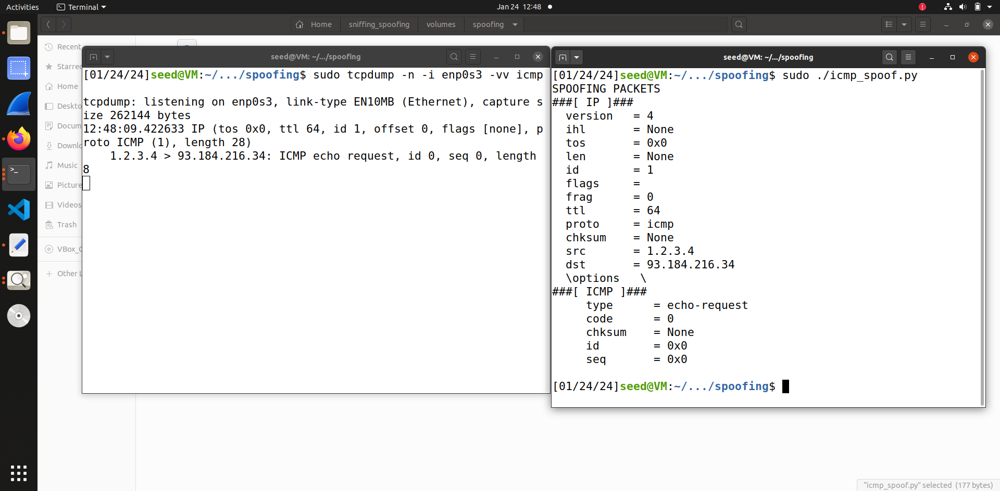 Activities
Terminal
Jan 24 12:48
Home
sniffing_spoofing
volumes
spoofing
Recent
Starred
Home
Deskto
Docum
Downlo
Music
Picture
Videos
Trash
VBox_
Other L
seed@VM: ~/.../spoofing
[01/24/24]seed@VM:~/.../spoofing$ sudo tcpdump -n -i enp0s3 -vv icmp
tcpdump: listening on enp0s3, link-type EN10MB (Ethernet), capture s
ize 262144 bytes
12:48:09.422633 IP (tos 0x0, ttl 64, id 1, offset 0, flags [none], p
roto ICMP (1), length 28)
1.2.3.4 > 93.184.216.34: ICMP echo request, id 0, seq 0, length
8
seed@VM: ~/.../spoofing
[01/24/24]seed@VM:~/.../spoofing$ sudo ./icmp_spoof.py
SPOOFING PACKETS
###[ IP ]###
version = 4
ihl = None
tos = 0x0
len = None
id = 1
flags =
frag = 0
ttl = 64
proto = icmp
chksum = None
src = 1.2.3.4
dst = 93.184.216.34
\options \
###[ ICMP ]###
type = echo-request
code = 0
chksum = None
id = 0x0
seq = 0x0
[01/24/24]seed@VM:~/.../spoofing$
“icmp_spoof.py” selected (177 bytes)